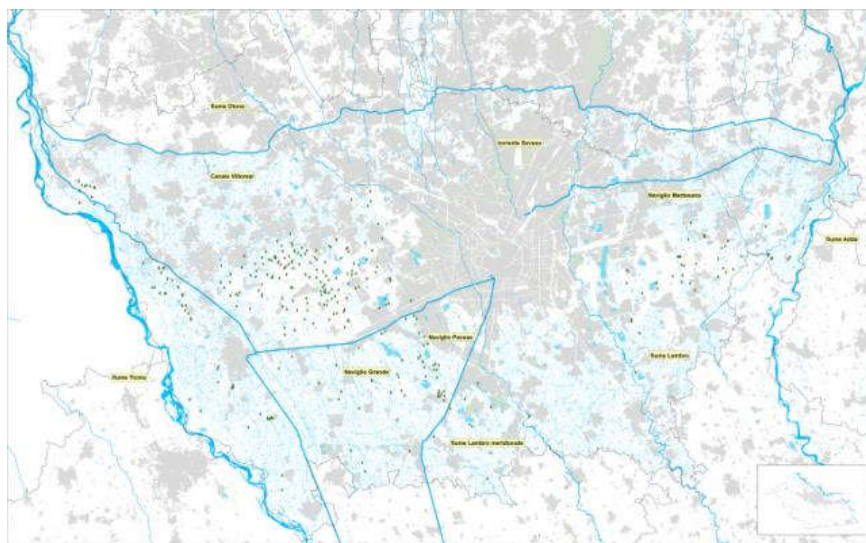 fiume Olona
torrente Seveso
Canale Villoresi
Naviglio Martesana
fiume Adda
Naviglio Pavese
fiume Lambro
Naviglio Grande
fiume Ticino
fiume Lambro meridionale